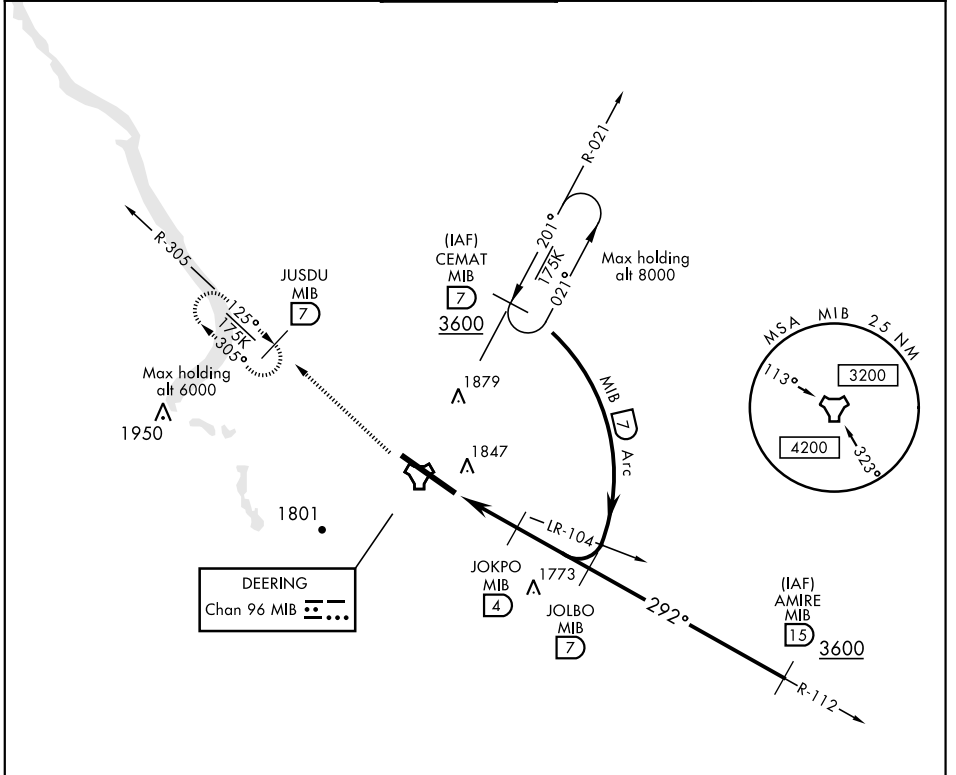 R-021
201°
175K
021°
Max holding
alt 8000
(IAF)
CEMAT
MIB
7
3600
R-305
JUSDU
MIB
7
125°
175K
305°
Max holding
alt 6000
1950
1879
1847
1801
MIB 7 Arc
MSA MIB 25 NM
113°
3200
4200
323°
LR-104
JOKPO
MIB
4
1773
JOLBO
MIB
7
292°
(IAF)
AMIRE
MIB
15
3600
R-112
DEERING
Chan 96 MIB